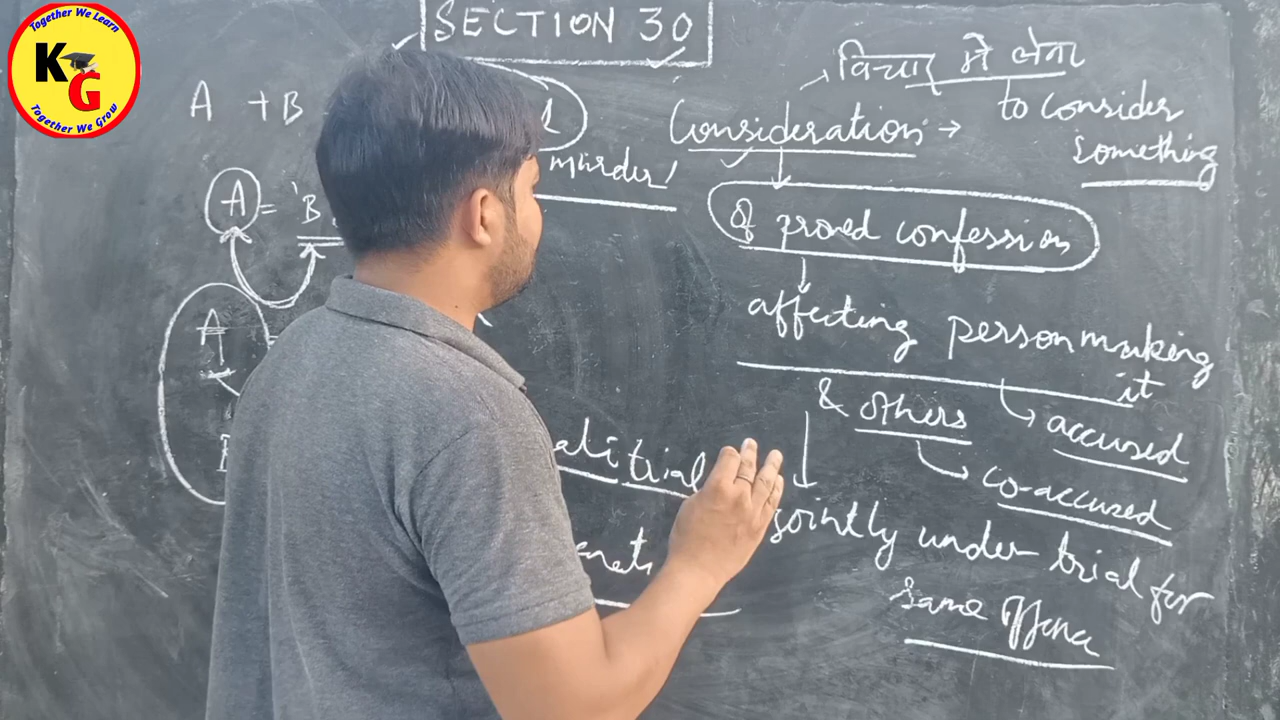 Together We Learn
K
G
Together We Grow
SECTION 30
A + B
murder'
A = 'B
A
विचार में लेना
Consideration →
to consider
something
of proved confession
affecting person making
it
& others
accused
co-accused
jointly under trial for
same offence
trial